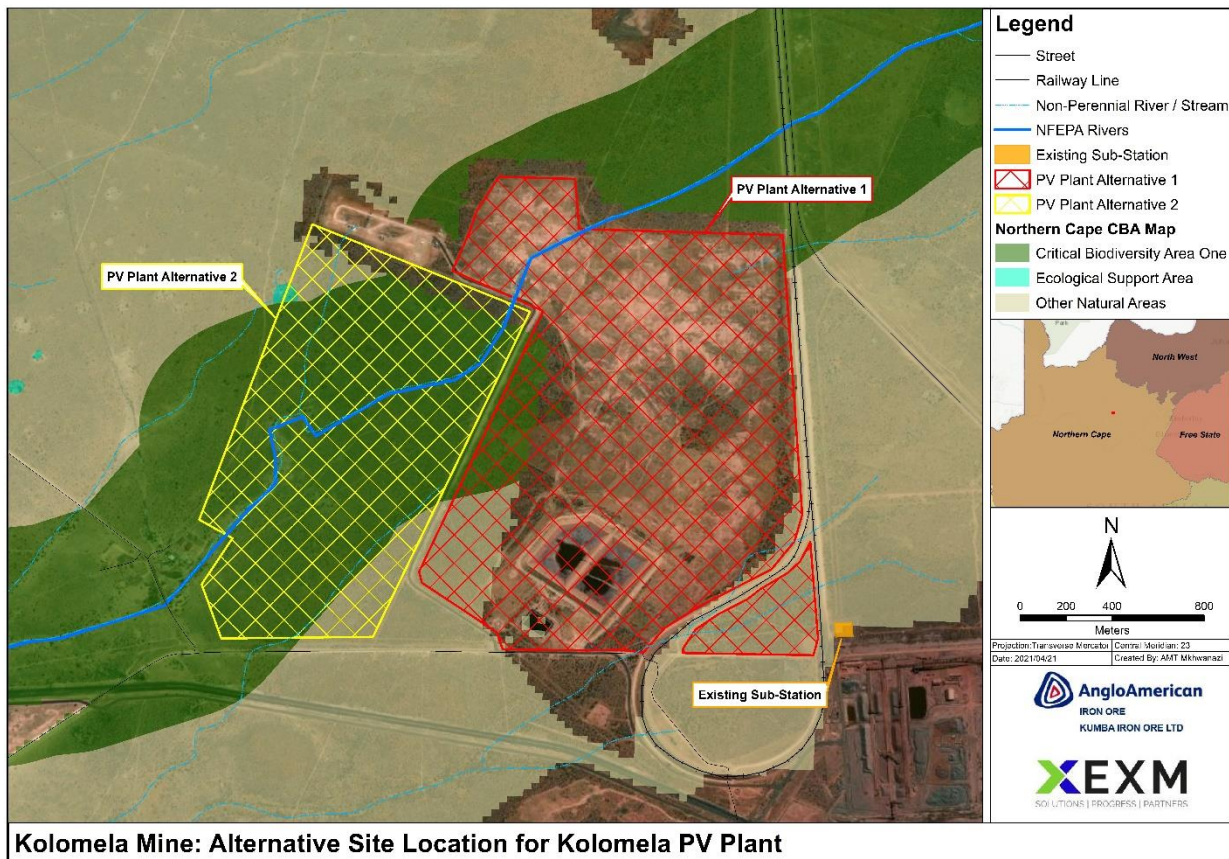 PV Plant Alternative 1
PV Plant Alternative 2
Existing Sub-Station
Legend
Street
Railway Line
Non-Perennial River / Stream
NFEPA Rivers
Existing Sub-Station
PV Plant Alternative 1
PV Plant Alternative 2
Northern Cape CBA Map
Critical Biodiversity Area One
Ecological Support Area
Other Natural Areas
North West
Northern Cape
Free State
N
0 200 400 800
Meters
Projection:Transverse Mercator Central Meridian: 23
Date: 2021/04/21 Created By: AMT Mkhwanazi
AngloAmerican
IRON ORE
KUMBA IRON ORE LTD
EXM
SOLUTIONS | PROGRESS | PARTNERS
Kolomela Mine: Alternative Site Location for Kolomela PV Plant